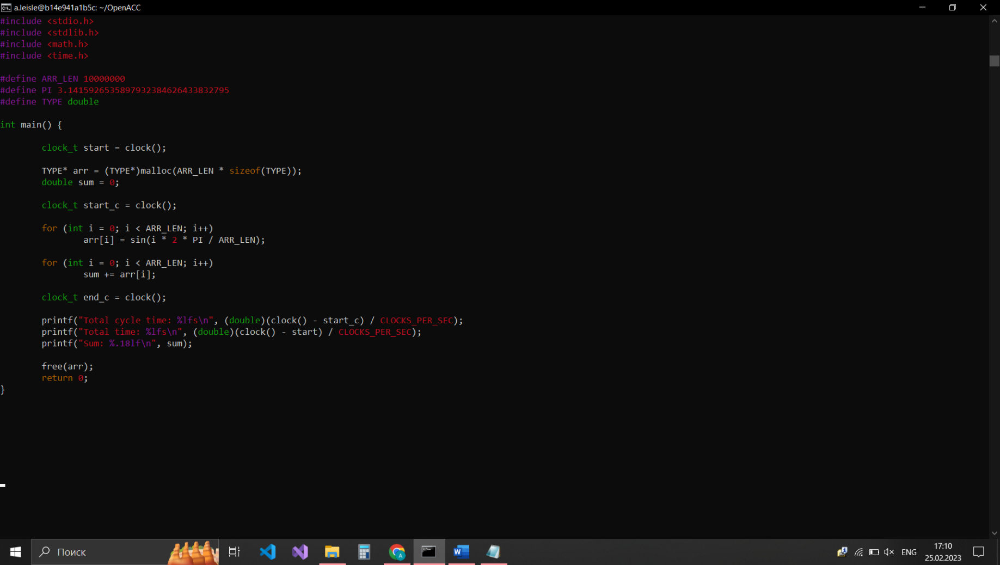 a.leisle@b14e941a1b5c: ~/OpenACC
#include <stdio.h>
#include <stdlib.h>
#include <math.h>
#include <time.h>
#define ARR_LEN 10000000
#define PI 3.1415926535897932384626433832795
#define TYPE double
int main() {
clock_t start = clock();
TYPE* arr = (TYPE*)malloc(ARR_LEN * sizeof(TYPE));
double sum = 0;
clock_t start_c = clock();
for (int i = 0; i < ARR_LEN; i++)
arr[i] = sin(i * 2 * PI / ARR_LEN);
for (int i = 0; i < ARR_LEN; i++)
sum += arr[i];
clock_t end_c = clock();
printf("Total cycle time: %lfs\n", (double)(clock() - start_c) / CLOCKS_PER_SEC);
printf("Total time: %lfs\n", (double)(clock() - start) / CLOCKS_PER_SEC);
printf("Sum: %.18lf\n", sum);
free(arr);
return 0;
}
Поиск
ENG
17:10
25.02.2023